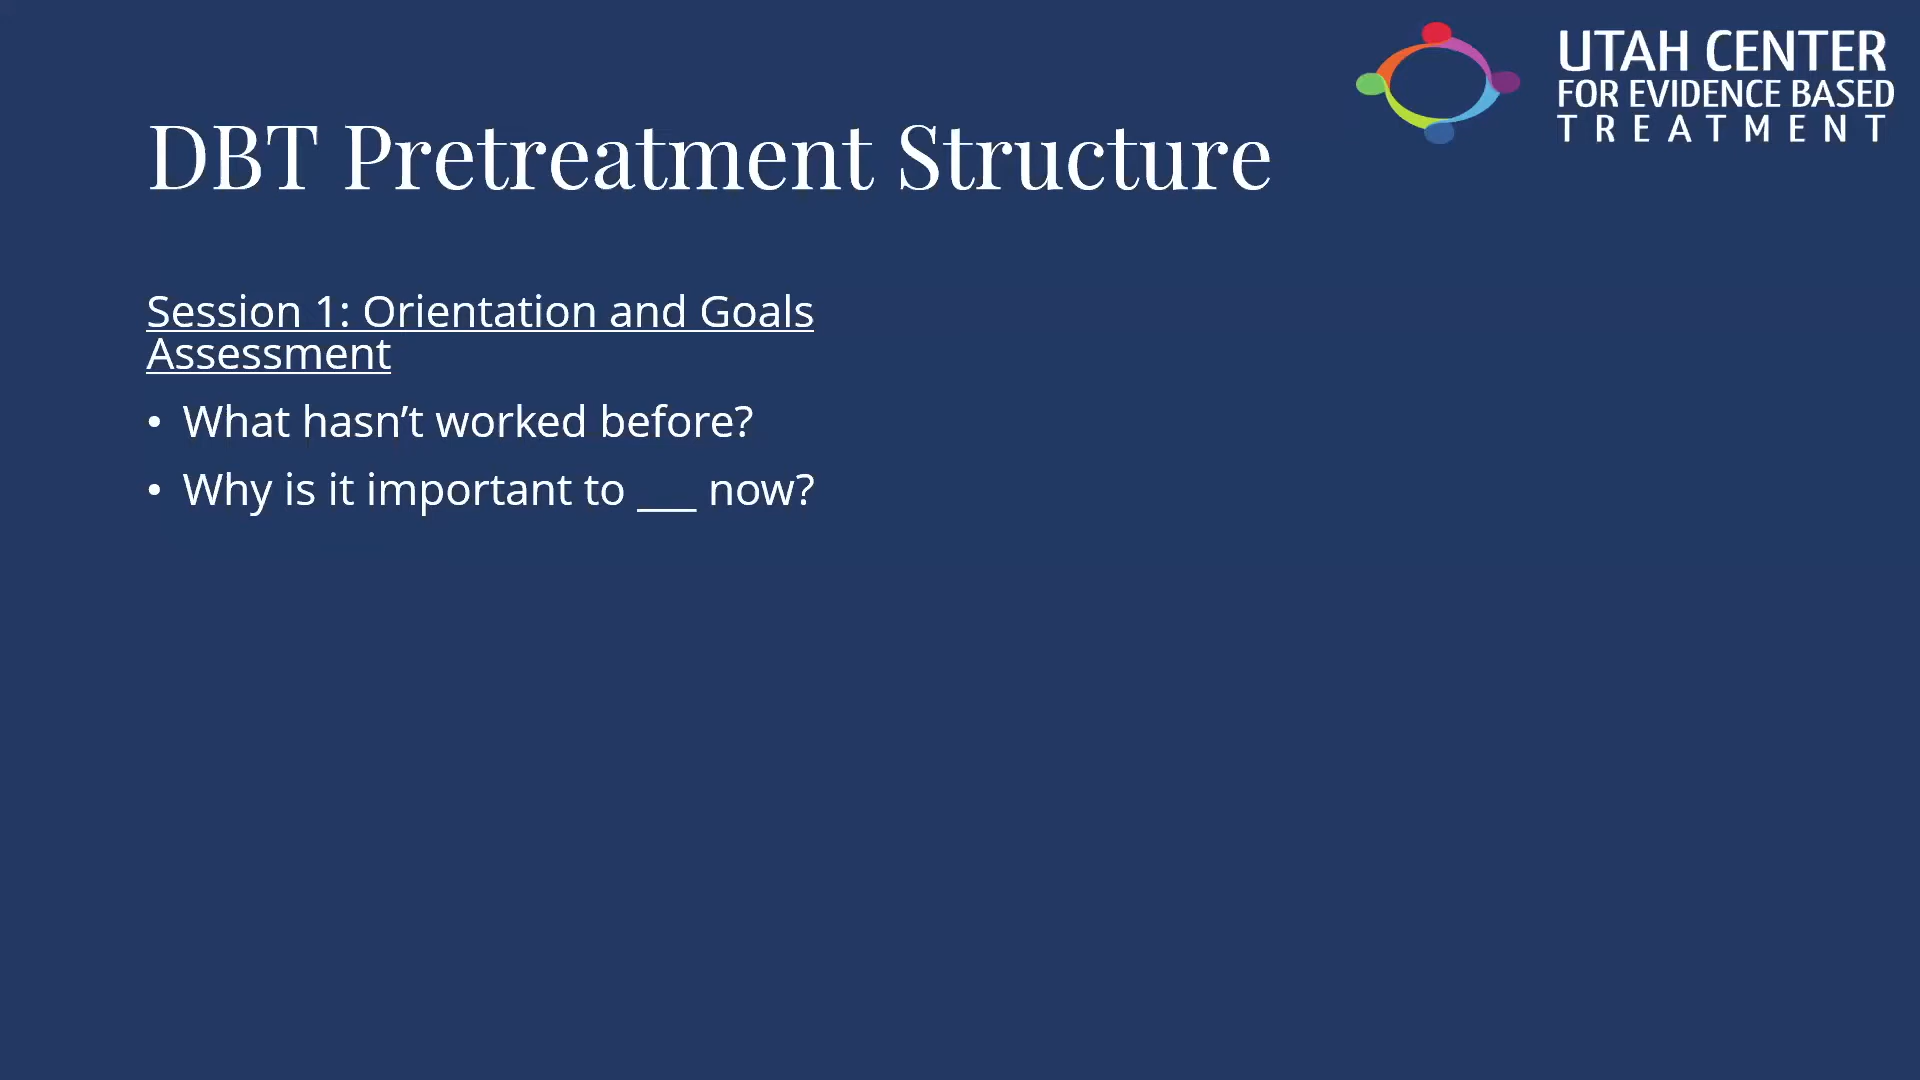 UTAH CENTER
FOR EVIDENCE BASED
TREATMENT
DBT Pretreatment Structure
Session 1: Orientation and Goals
Assessment
• What hasn’t worked before?
• Why is it important to ___ now?